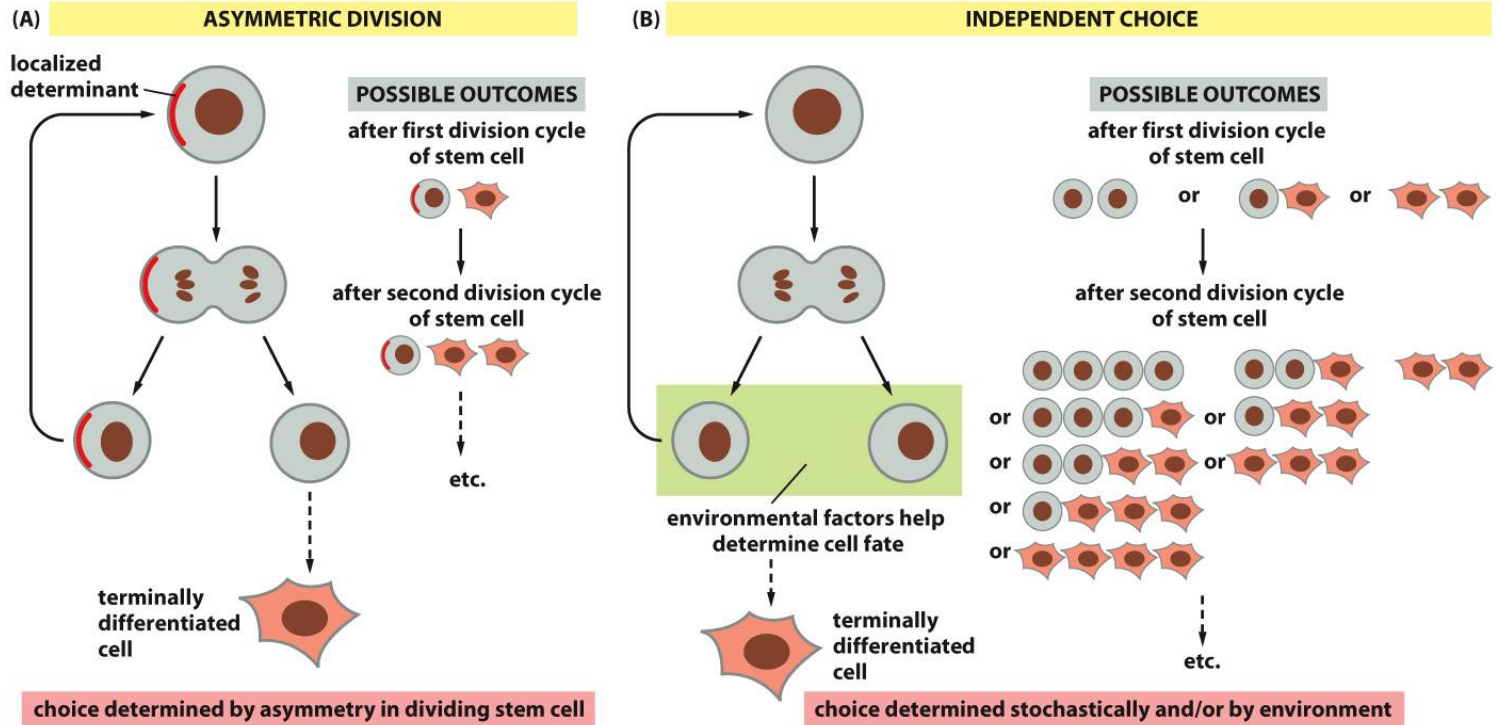 (A) ASYMMETRIC DIVISION
localized
determinant
POSSIBLE OUTCOMES
after first division cycle
of stem cell
after second division cycle
of stem cell
etc.
terminally
differentiated
cell
choice determined by asymmetry in dividing stem cell
(B) INDEPENDENT CHOICE
POSSIBLE OUTCOMES
after first division cycle
of stem cell
or or
after second division cycle
of stem cell
or or
or or
or
or
environmental factors help
determine cell fate
terminally
differentiated
cell
etc.
choice determined stochastically and/or by environment